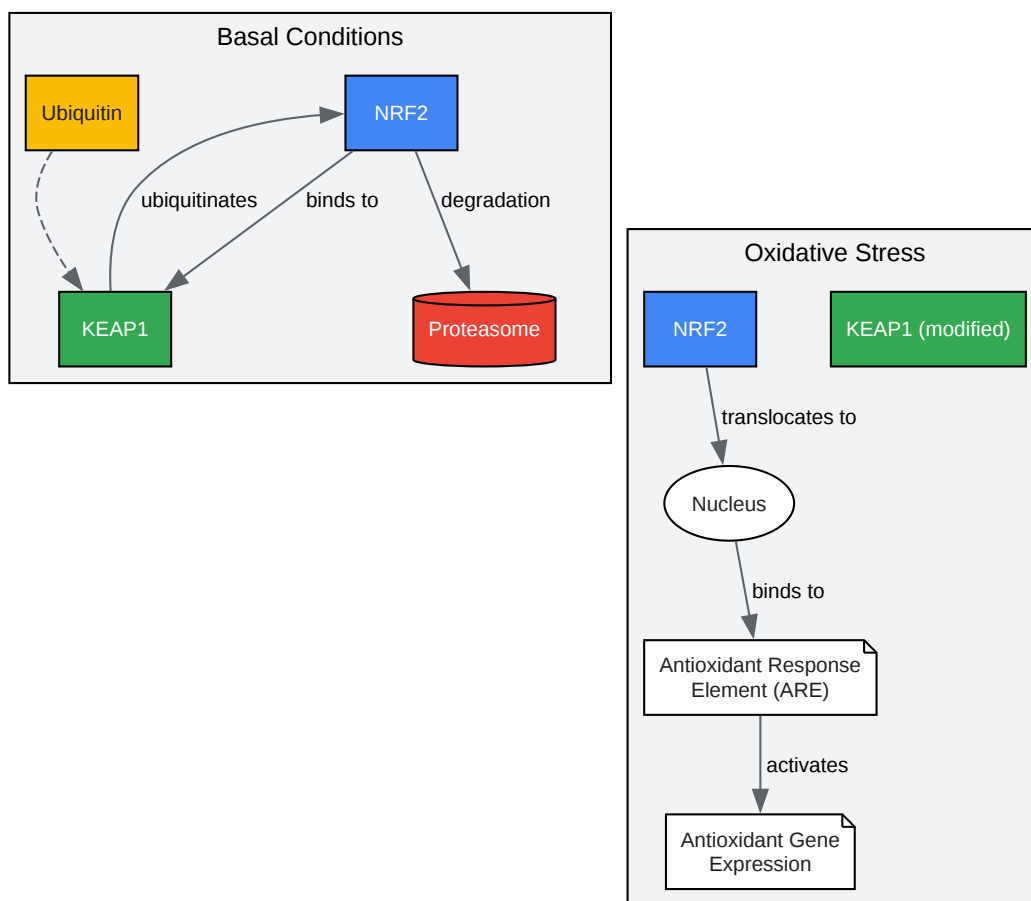 Basal Conditions
Ubiquitin
NRF2
ubiquitinates
binds to
degradation
KEAP1
Proteasome
Oxidative Stress
NRF2
KEAP1 (modified)
translocates to
Nucleus
binds to
Antioxidant Response
Element (ARE)
activates
Antioxidant Gene
Expression